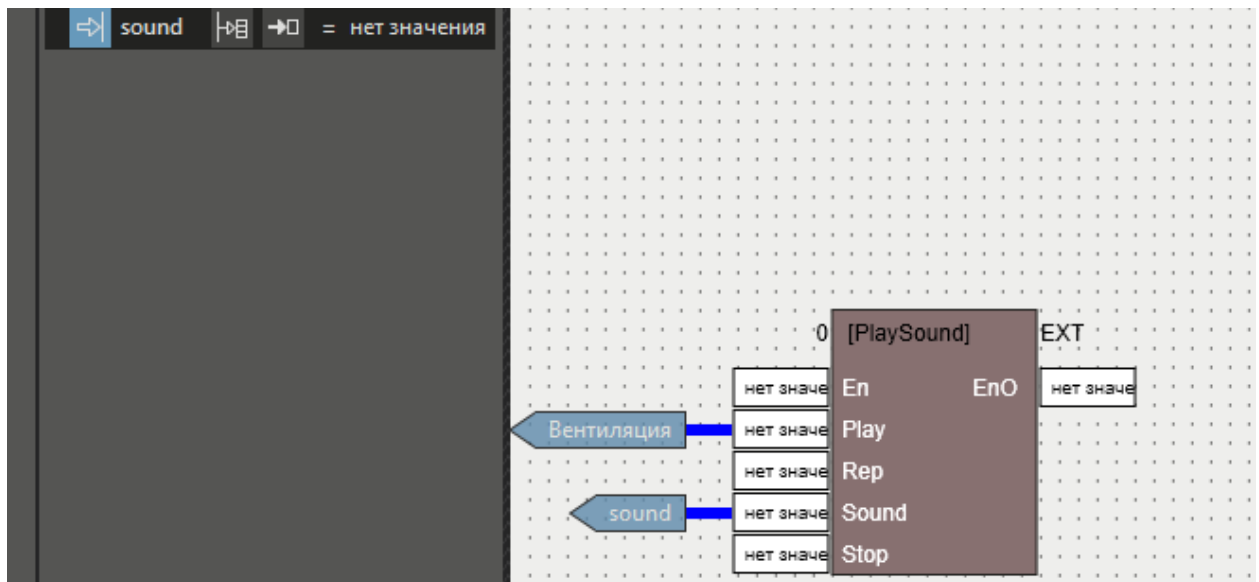 sound = нет значения
0 [PlaySound] EXT
нет значе En EnO нет значе
Вентиляция нет значе Play
нет значе Rep
sound нет значе Sound
нет значе Stop